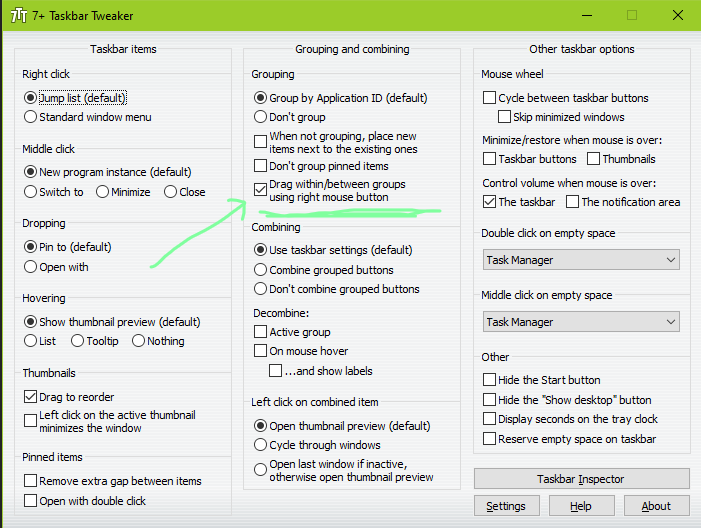 7+ Taskbar Tweaker
Taskbar items
Right click
Jump list (default)
Standard window menu
Middle click
New program instance (default)
Switch to Minimize Close
Dropping
Pin to (default)
Open with
Hovering
Show thumbnail preview (default)
List Tooltip Nothing
Thumbnails
Drag to reorder
Left click on the active thumbnail
minimizes the window
Pinned items
Remove extra gap between items
Open with double click
Grouping and combining
Grouping
Group by Application ID (default)
Don't group
When not grouping, place new
items next to the existing ones
Don't group pinned items
Drag within/between groups
using right mouse button
Combining
Use taskbar settings (default)
Combine grouped buttons
Don't combine grouped buttons
Decombine:
Active group
On mouse hover
...and show labels
Left click on combined item
Open thumbnail preview (default)
Cycle through windows
Open last window if inactive,
otherwise open thumbnail preview
Other taskbar options
Mouse wheel
Cycle between taskbar buttons
Skip minimized windows
Minimize/restore when mouse is over:
Taskbar buttons Thumbnails
Control volume when mouse is over:
The taskbar The notification area
Double click on empty space
Task Manager
Middle click on empty space
Task Manager
Other
Hide the Start button
Hide the "Show desktop" button
Display seconds on the tray clock
Reserve empty space on taskbar
Taskbar Inspector
Settings Help About